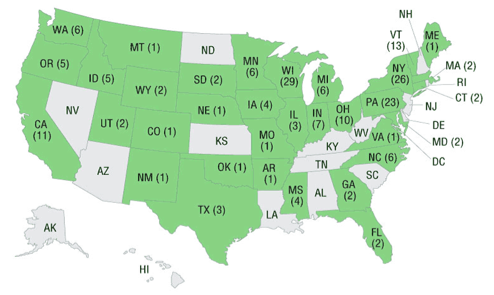 NH
WA (6)
MT (1)
ND
VT
(13)
ME
(1)
OR (5)
ID (5)
SD (2)
MN
(6)
WI
(29)
MI
(6)
NY
(26)
MA (2)
RI
CT (2)
WY (2)
NE (1)
IA (4)
IL
(3)
IN
(7)
OH
(10)
PA (23)
NJ
DE
MD (2)
DC
NV
UT (2)
CO (1)
KS
MO
(1)
KY
WV
VA (1)
CA
(11)
AZ
NM (1)
OK (1)
AR
(1)
TN
NC (6)
SC
TX (3)
LA
MS
(4)
AL
GA
(2)
FL
(2)
AK
HI